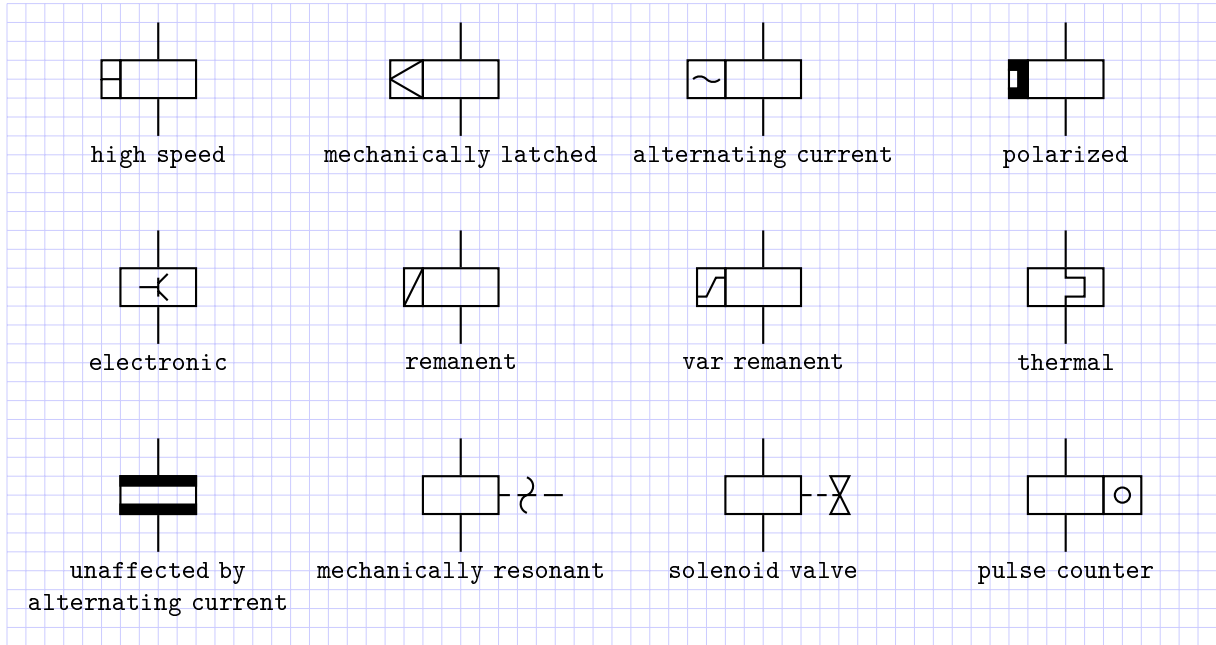 high speed
mechanically latched
alternating current
polarized
electronic
remanent
var remanent
thermal
unaffected by
alternating current
mechanically resonant
solenoid valve
pulse counter